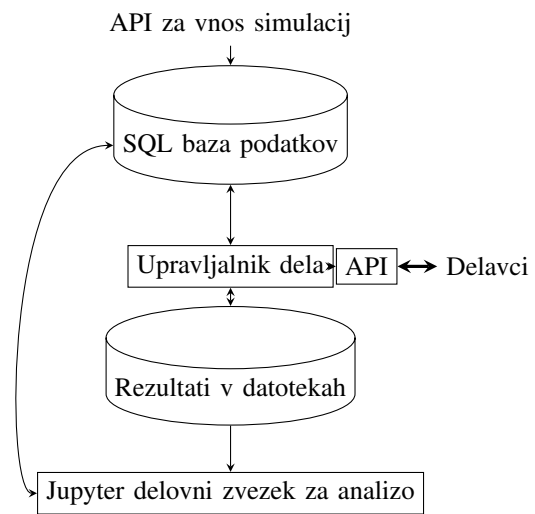 API za vnos simulacij
SQL baza podatkov
Upravljalnik dela
API
Delavci
Rezultati v datotekah
Jupyter delovni zvezek za analizo